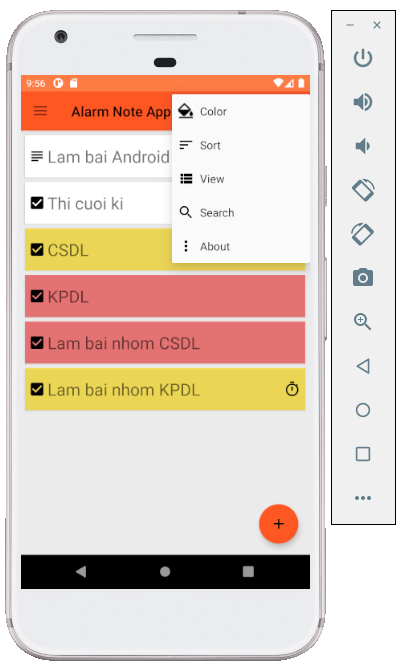 9:56
Alarm Note App
Color
Sort
View
Search
About
Lam bai Android
Thi cuoi ki
CSDL
KPDL
Lam bai nhom CSDL
Lam bai nhom KPDL